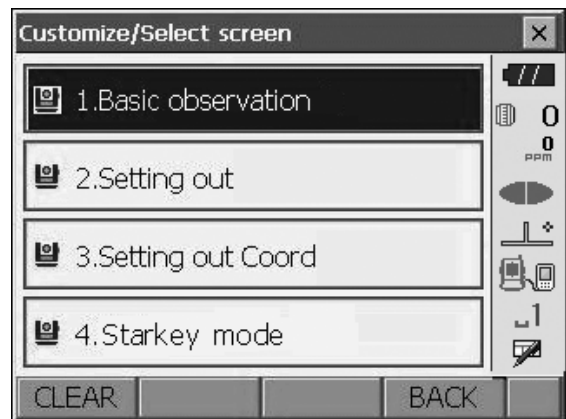 Customize/Select screen
1.Basic observation
0
0
PPM
2.Setting out
3.Setting out Coord
4.Starkey mode
1
CLEAR
BACK